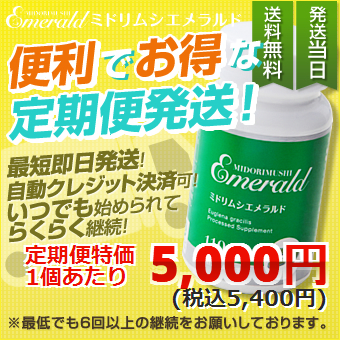 MIDORIMUSHI
Emerald ミドリムシエメラルド
送料無料
発送当日
便利でお得な
定期便発送!
最短即日発送!
自動クレジット決済可!
いつでも始められて
らくらく継続!
MIDORIMUSHI
Emerald
ミドリムシエメラルド
Euglena gracilis
Processed Supplement
定期便特価
1個あたり
5,000円
(税込5,400円)
※最低でも6回以上の継続をお願いしております。